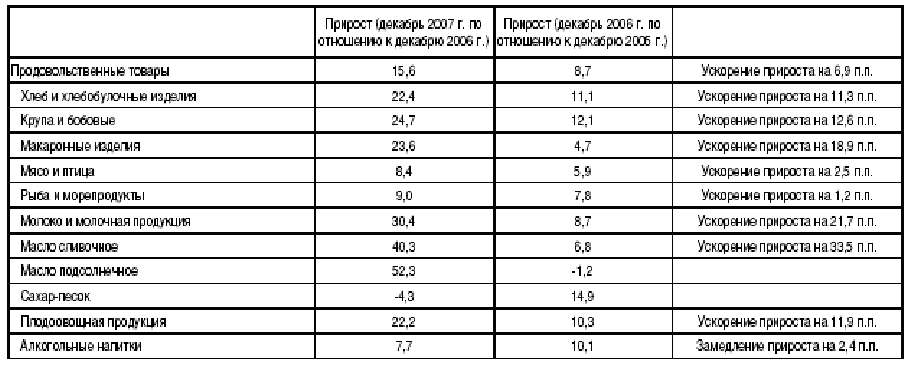 Прирост (декабрь 2007 г. по отношению к декабрю 2006 г.) Прирост (декабрь 2006 г. по отношению к декабрю 2005 г.)
Продовольственные товары 15,6 8,7 Ускорение прироста на 6,9 п.п.
Хлеб и хлебобулочные изделия 22,4 11,1 Ускорение прироста на 11,3 п.п.
Крупа и бобовые 24,7 12,1 Ускорение прироста на 12,6 п.п.
Макаронные изделия 23,6 4,7 Ускорение прироста на 18,9 п.п.
Мясо и птица 8,4 5,9 Ускорение прироста на 2,5 п.п.
Рыба и морепродукты 9,0 7,8 Ускорение прироста на 1,2 п.п.
Молоко и молочная продукция 30,4 8,7 Ускорение прироста на 21,7 п.п.
Масло сливочное 40,3 6,8 Ускорение прироста на 33,5 п.п.
Масло подсолнечное 52,3 -1,2
Сахар-песок -4,3 14,9
Плодоовощная продукция 22,2 10,3 Ускорение прироста на 11,9 п.п.
Алкогольные напитки 7,7 10,1 Замедление прироста на 2,4 п.п.